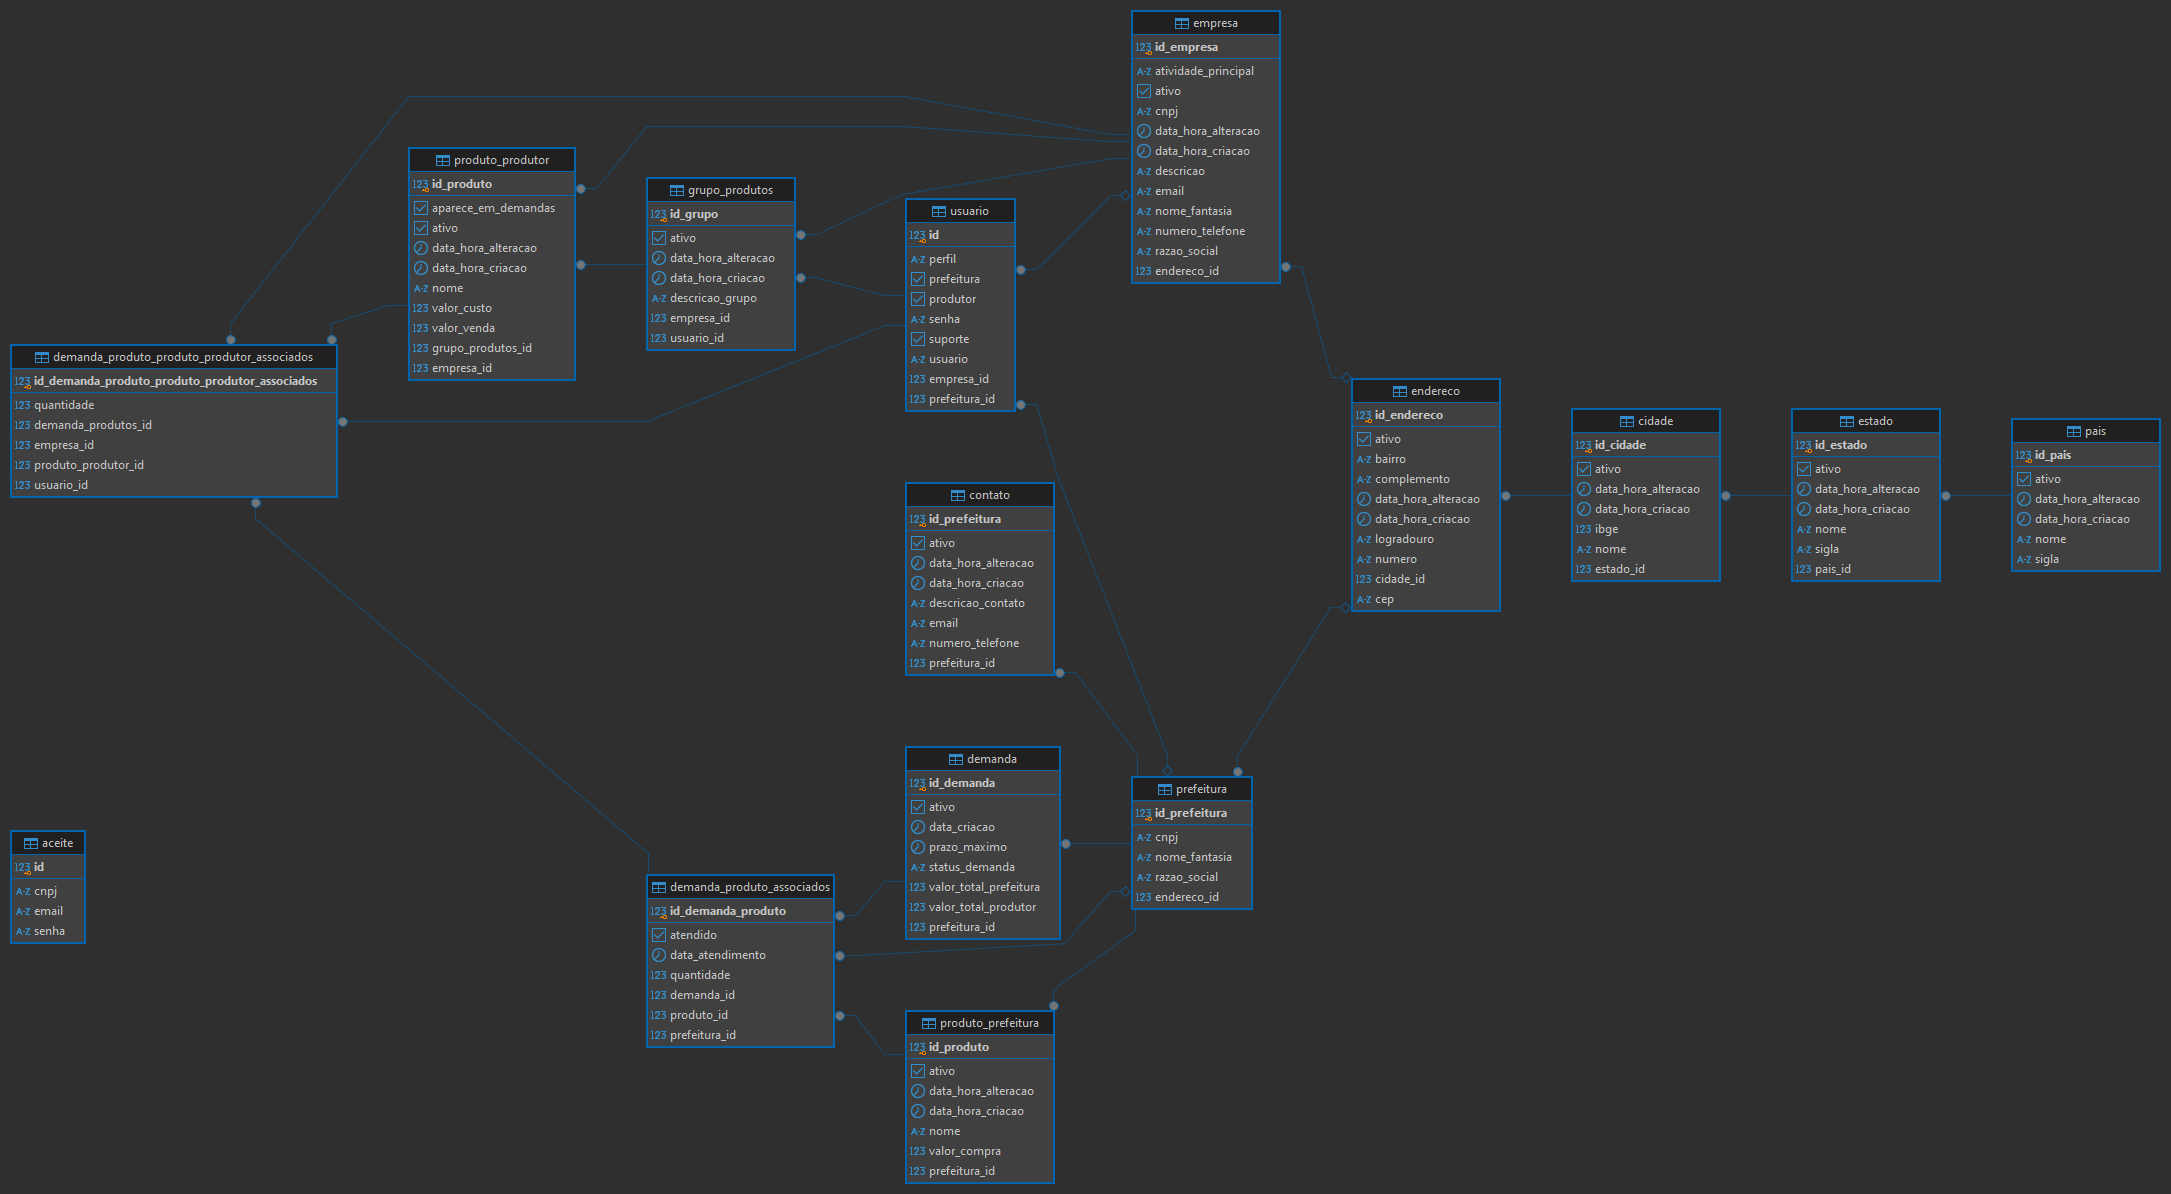 empresa
123 id_empresa
A-Z atividade_principal
ativo
A-Z cnpj
data_hora_alteracao
data_hora_criacao
A-Z descricao
A-Z email
A-Z nome_fantasia
A-Z numero_telefone
A-Z razao_social
123 endereco_id
produto_produtor
123 id_produto
aparece_em_demandas
ativo
data_hora_alteracao
data_hora_criacao
A-Z nome
123 valor_custo
123 valor_venda
123 grupo_produtos_id
123 empresa_id
grupo_produtos
123 id_grupo
ativo
data_hora_alteracao
data_hora_criacao
A-Z descricao_grupo
123 empresa_id
123 usuario_id
usuario
123 id
A-Z perfil
prefeitura
produtor
A-Z senha
suporte
A-Z usuario
123 empresa_id
123 prefeitura_id
demanda_produto_produto_produtor_associados
123 id_demanda_produto_produto_produtor_associados
123 quantidade
123 demanda_produtos_id
123 empresa_id
123 produto_produtor_id
123 usuario_id
endereco
123 id_endereco
ativo
A-Z bairro
A-Z complemento
data_hora_alteracao
data_hora_criacao
A-Z logradouro
A-Z numero
123 cidade_id
A-Z cep
cidade
123 id_cidade
ativo
data_hora_alteracao
data_hora_criacao
123 ibge
A-Z nome
123 estado_id
estado
123 id_estado
ativo
data_hora_alteracao
data_hora_criacao
A-Z nome
A-Z sigla
123 pais_id
pais
123 id_pais
ativo
data_hora_alteracao
data_hora_criacao
A-Z nome
A-Z sigla
contato
123 id_prefeitura
ativo
data_hora_alteracao
data_hora_criacao
A-Z descricao_contato
A-Z email
A-Z numero_telefone
123 prefeitura_id
demanda
123 id_demanda
ativo
data_criacao
prazo_maximo
A-Z status_demanda
123 valor_total_prefeitura
123 valor_total_produtor
123 prefeitura_id
prefeitura
123 id_prefeitura
A-Z cnpj
A-Z nome_fantasia
A-Z razao_social
123 endereco_id
aceite
123 id
A-Z cnpj
A-Z email
A-Z senha
demanda_produto_associados
123 id_demanda_produto
atendido
data_atendimento
123 quantidade
123 demanda_id
123 produto_id
123 prefeitura_id
produto_prefeitura
123 id_produto
ativo
data_hora_alteracao
data_hora_criacao
A-Z nome
123 valor_compra
123 prefeitura_id